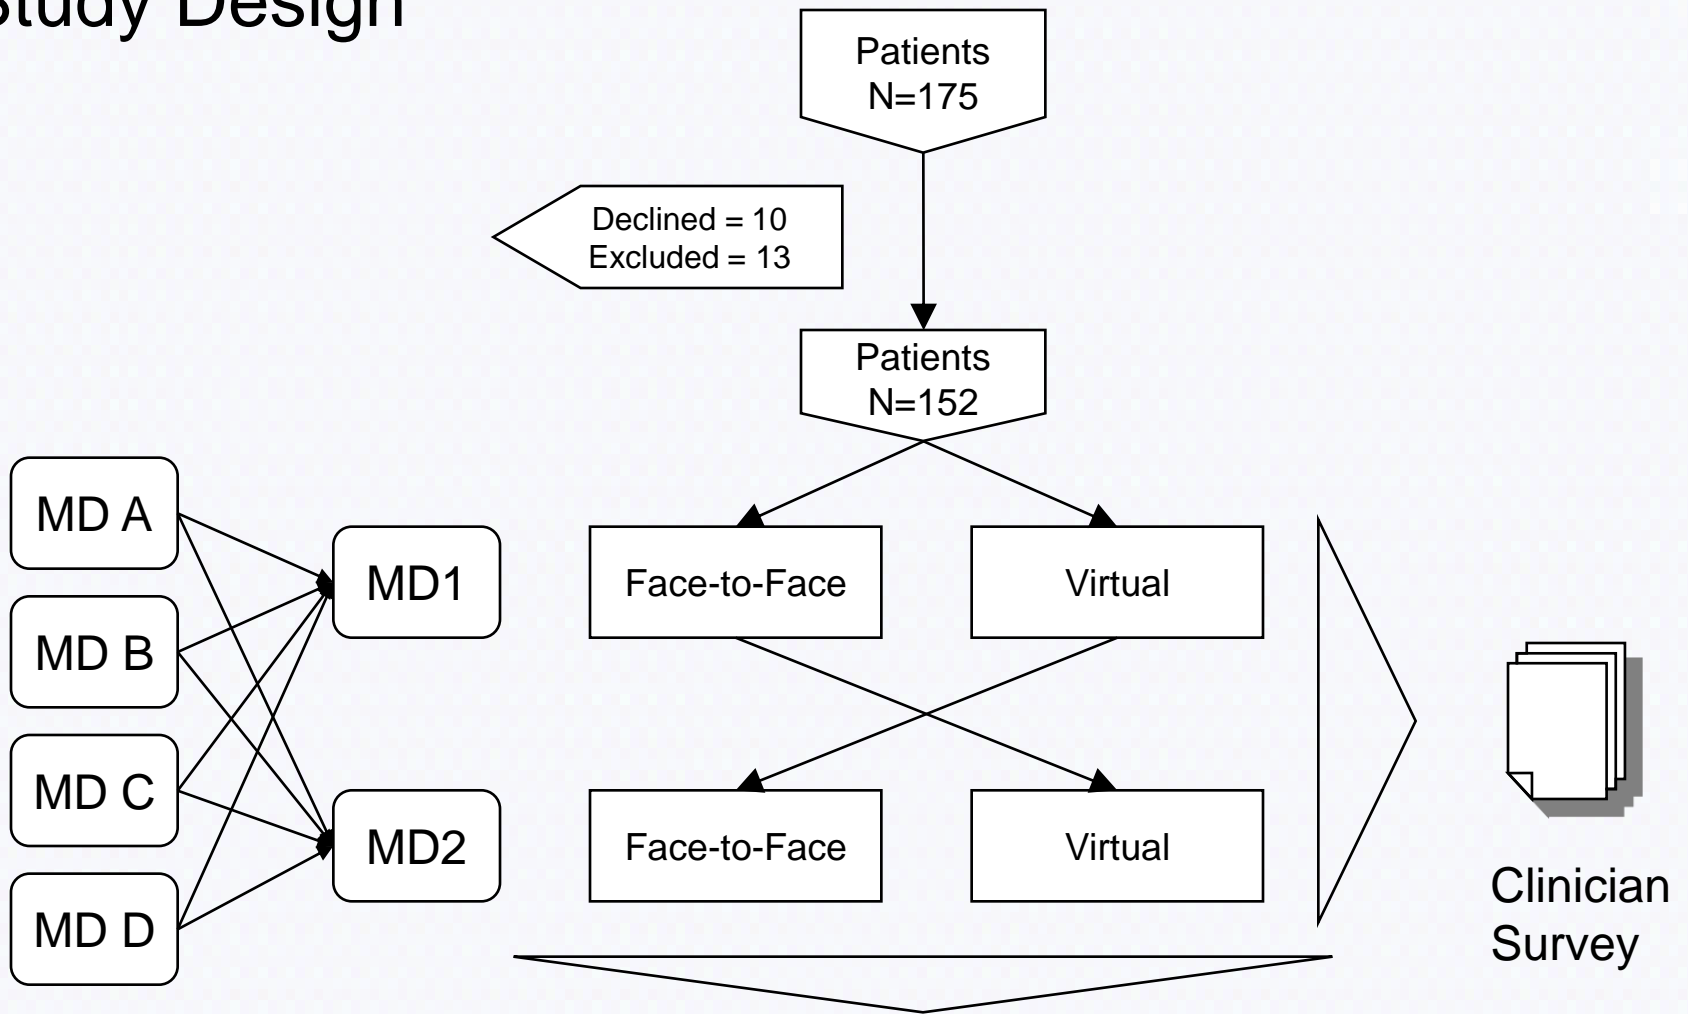 Study Design
Patients
N=175
Declined = 10
Excluded = 13
Patients
N=152
MD A
MD B
MD C
MD D
MD1
MD2
Face-to-Face
Virtual
Face-to-Face
Virtual
Clinician
Survey